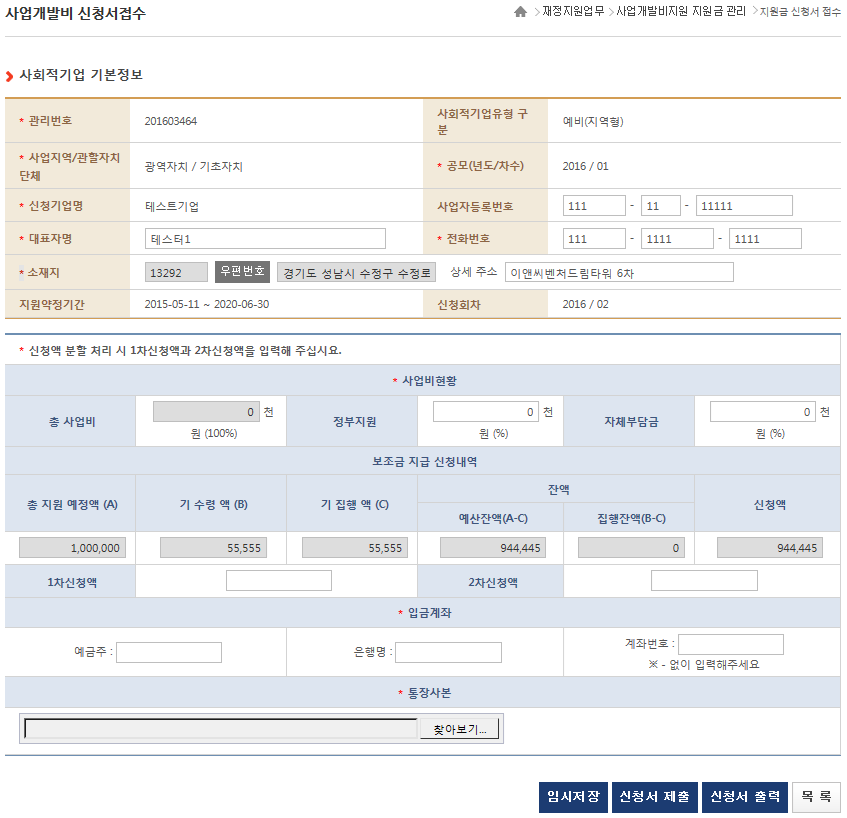 사업개발비 신청서접수
> 재정지원업무 > 사업개발비지원 지원금 관리 > 지원금 신청서 접수
사회적기업 기본정보
* 관리번호 201603464 사회적기업유형 구
분 예비(지역형)
* 사업지역/관할자치
단체 광역자치 / 기초자치 * 공모(년도/차수) 2016 / 01
* 신청기업명 테스트기업 사업자등록번호 111 - 11 - 11111
* 대표자명 테스터1 * 전화번호 111 - 1111 - 1111
* 소재지 13292 우편번호 경기도 성남시 수정구 수정로 상세 주소 이앤씨벤처드림타워 6차
지원약정기간 2015-05-11 ~ 2020-06-30 신청회차 2016 / 02
* 신청액 분할 처리 시 1차신청액과 2차신청액을 입력해 주십시요.
* 사업비현황
총 사업비 0 천 정부지원 0 천 자체부담금 0 천
원 (100%) 원 (%) 원 (%)
보조금 지급 신청내역
총 지원 예정액 (A) 기 수령 액 (B) 기 집행 액 (C) 잔액 신청액
예산잔액(A-C) 집행잔액(B-C)
1,000,000 55,555 55,555 944,445 0 944,445
1차신청액 2차신청액
* 입금계좌
예금주 : 은행명 : 계좌번호 :
※ - 없이 입력해주세요
* 통장사본
찾아보기...
임시저장 신청서 제출 신청서 출력 목 록